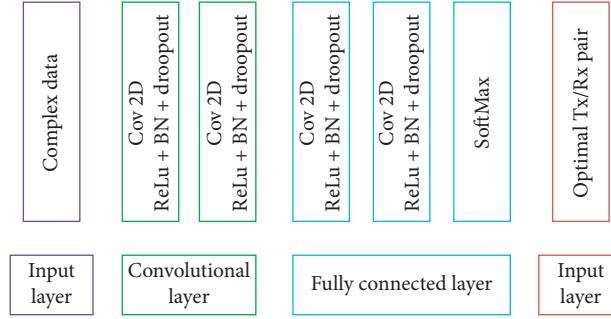 Complex data
Cov 2D
ReLu + BN + droopout
Cov 2D
ReLu + BN + droopout
Cov 2D
ReLu + BN + droopout
Cov 2D
ReLu + BN + droopout
SoftMax
Optimal Tx/Rx pair
Input
layer
Convolutional
layer
Fully connected layer
Input
layer